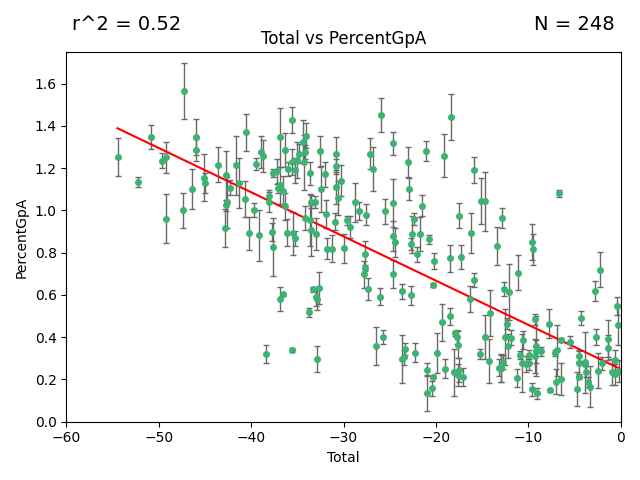 r^2 = 0.52 N = 248
Total vs PercentGpA
1.6
1.4
1.2
1.0
0.8
0.6
0.4
0.2
0.0
PercentGpA
−60 −50 −40 −30 −20 −10 0
Total